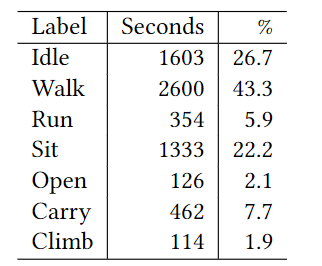 Label Seconds %
Idle 1603 26.7
Walk 2600 43.3
Run 354 5.9
Sit 1333 22.2
Open 126 2.1
Carry 462 7.7
Climb 114 1.9